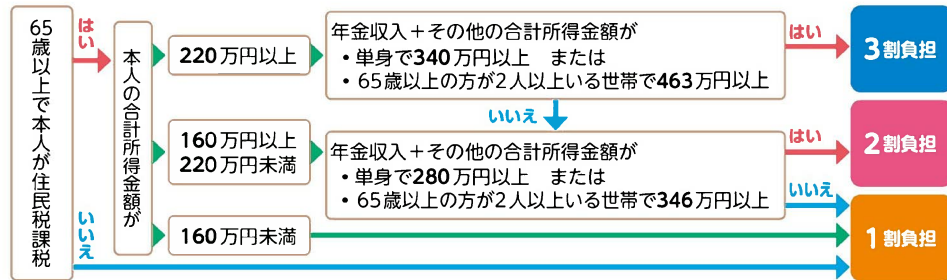 65歳以上で本人が住民税課税
はい
いいえ
本人の合計所得金額が
220万円以上
年金収入＋その他の合計所得金額が
・単身で340万円以上　または
・65歳以上の方が2人以上いる世帯で463万円以上
はい
3割負担
いいえ
160万円以上
220万円未満
年金収入＋その他の合計所得金額が
・単身で280万円以上　または
・65歳以上の方が2人以上いる世帯で346万円以上
はい
2割負担
いいえ
160万円未満
1割負担